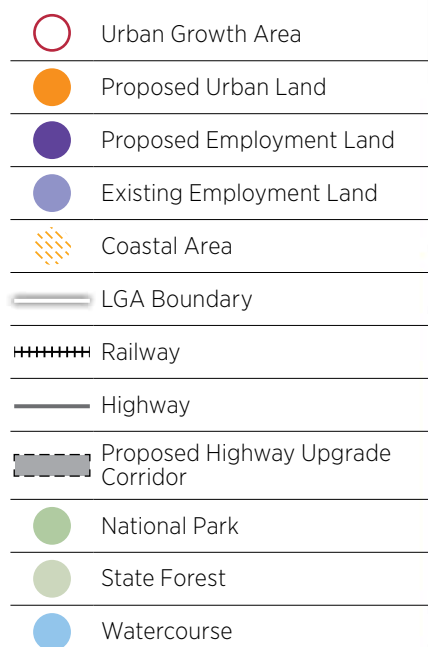 Urban Growth Area
Proposed Urban Land
Proposed Employment Land
Existing Employment Land
Coastal Area
LGA Boundary
Railway
Highway
Proposed Highway Upgrade
Corridor
National Park
State Forest
Watercourse